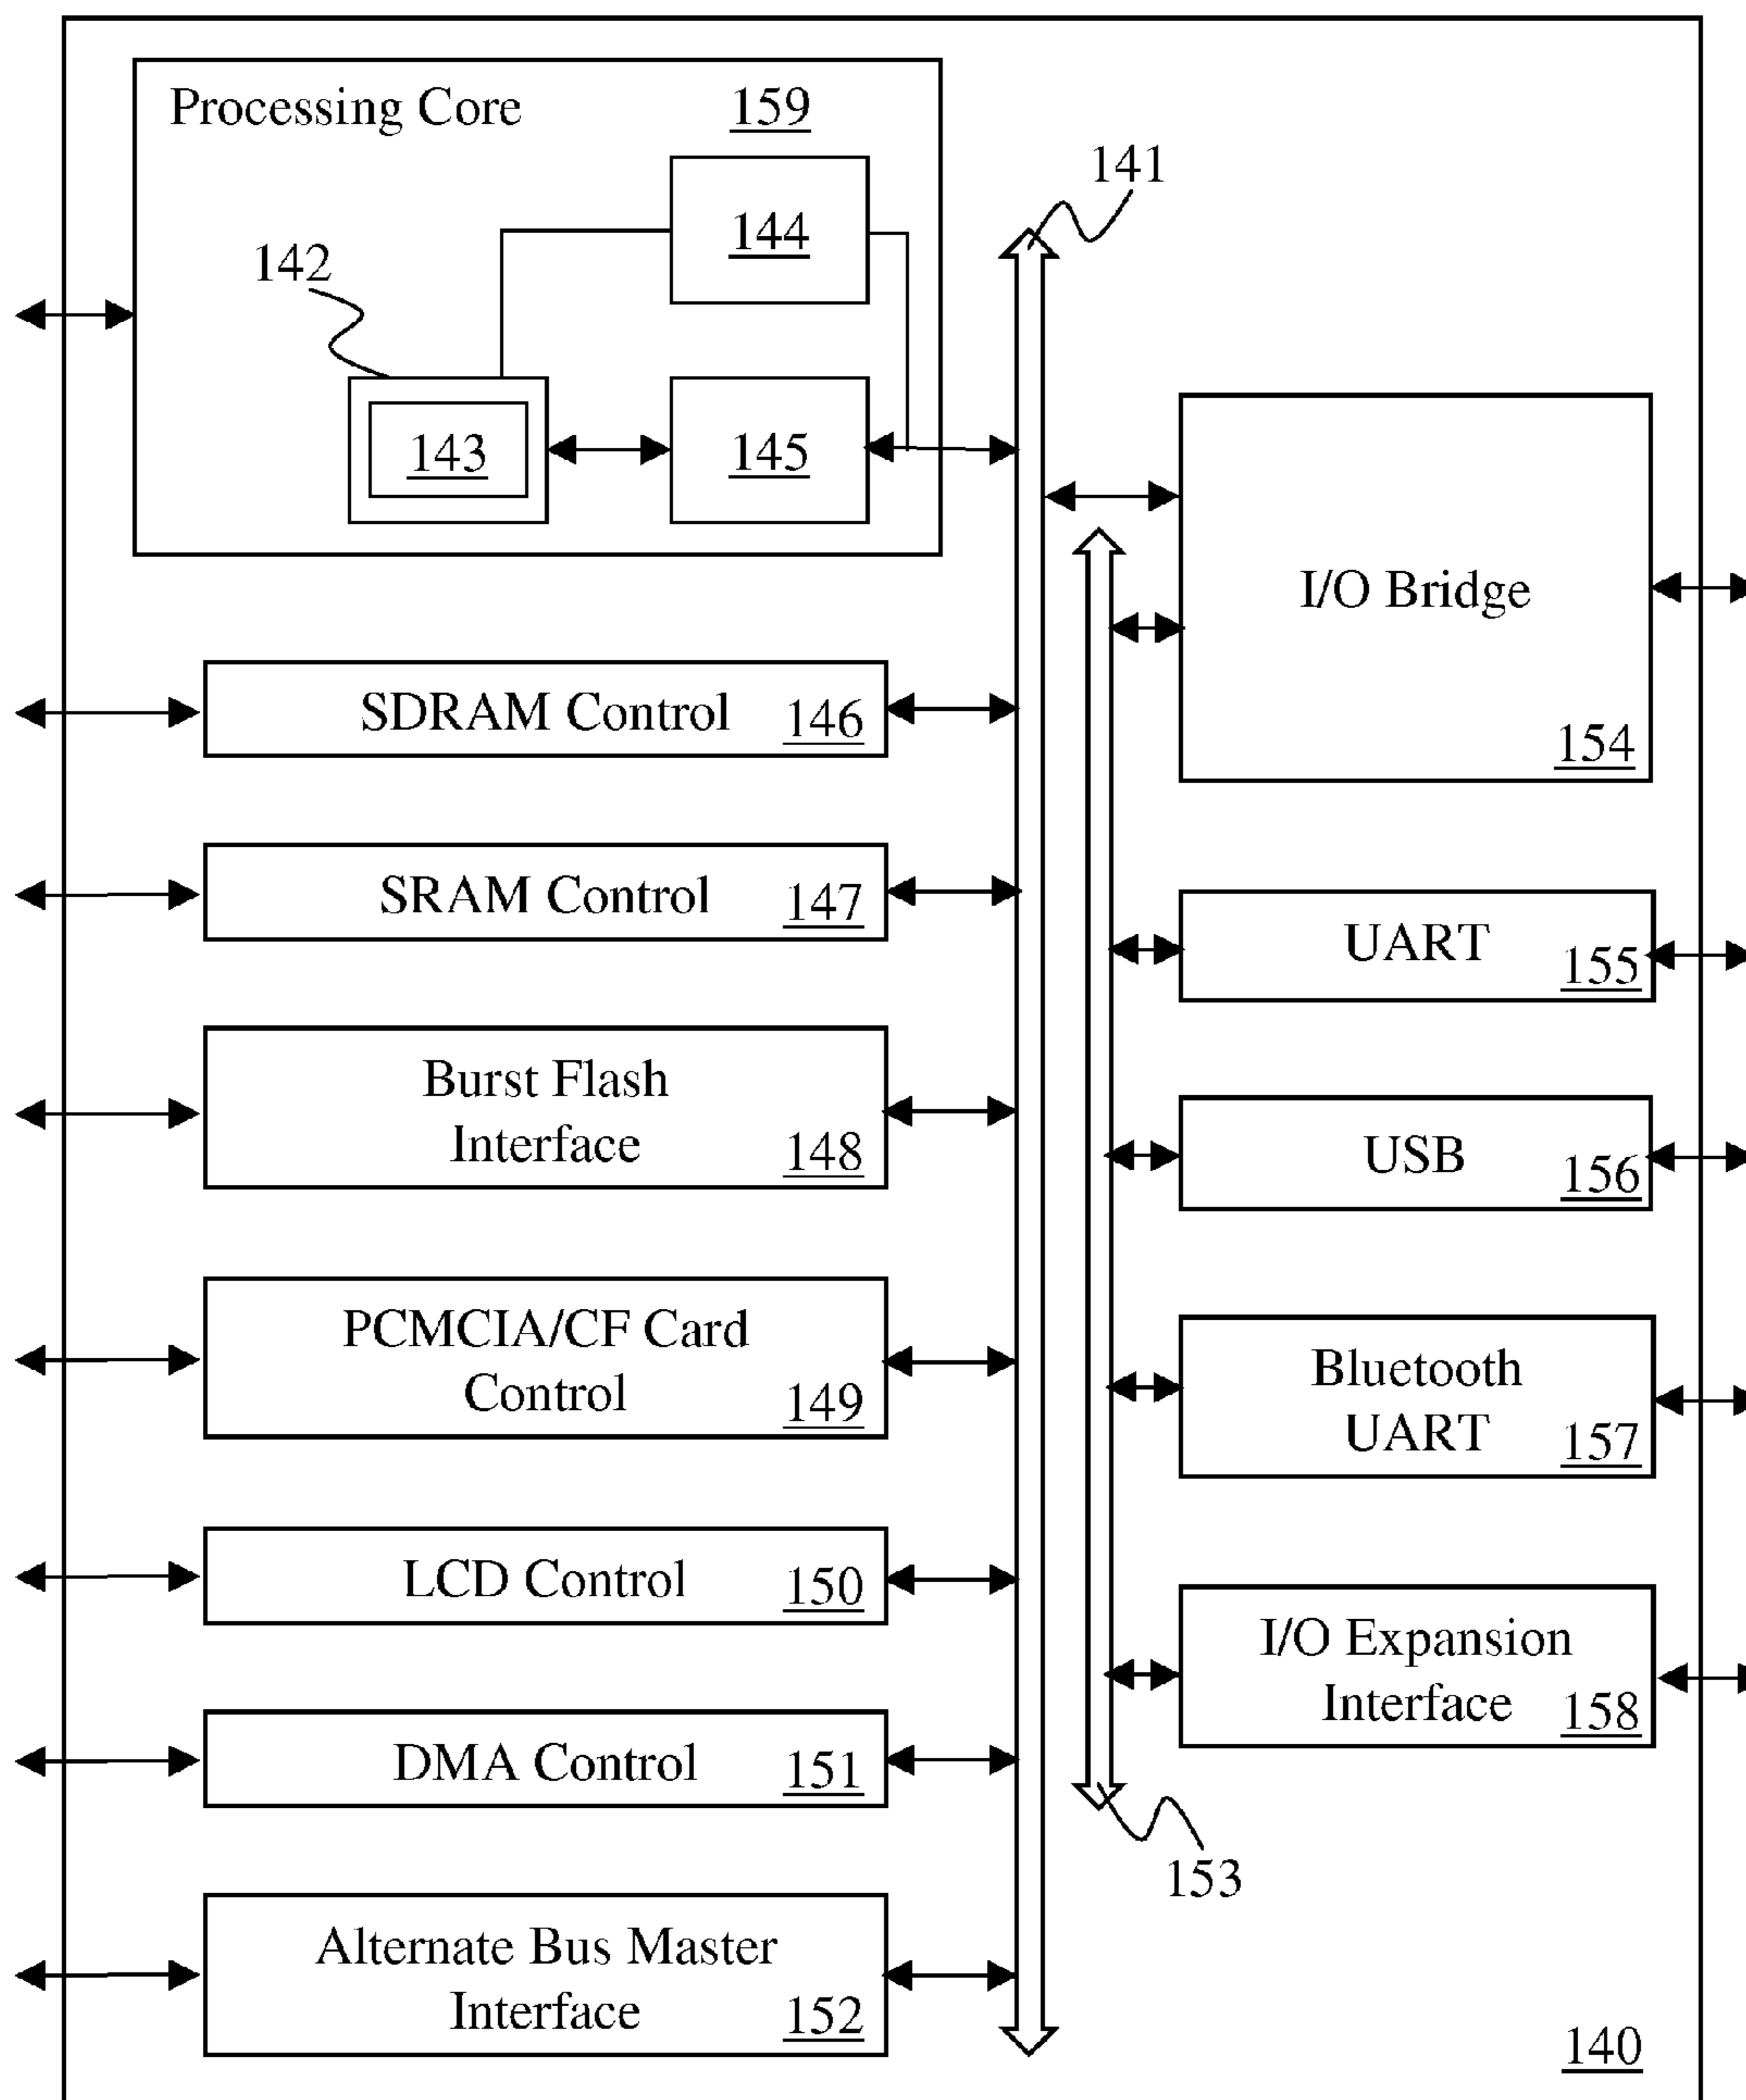 Processing Core 159
141
144
142
143 145
I/O Bridge
154
SDRAM Control 146
SRAM Control 147
UART 155
Burst Flash
Interface 148
USB 156
PCMCIA/CF Card
Control 149
Bluetooth
UART 157
LCD Control 150
I/O Expansion
Interface 158
DMA Control 151
153
Alternate Bus Master
Interface 152
140